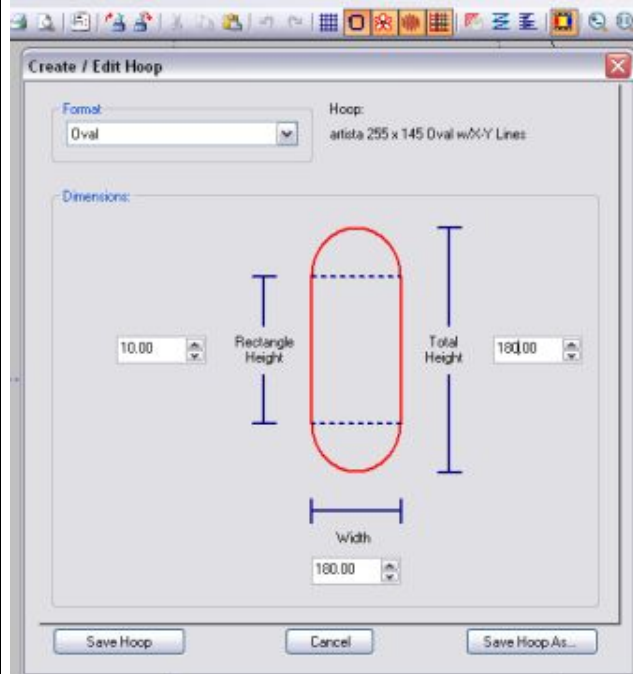 Create / Edit Hoop
Format
Oval
Hoop:
artista 255 x 145 Oval w/X-Y Lines
Dimensions:
10.00
Rectangle
Height
Total
Height
180.00
Width
180.00
Save Hoop
Cancel
Save Hoop As...